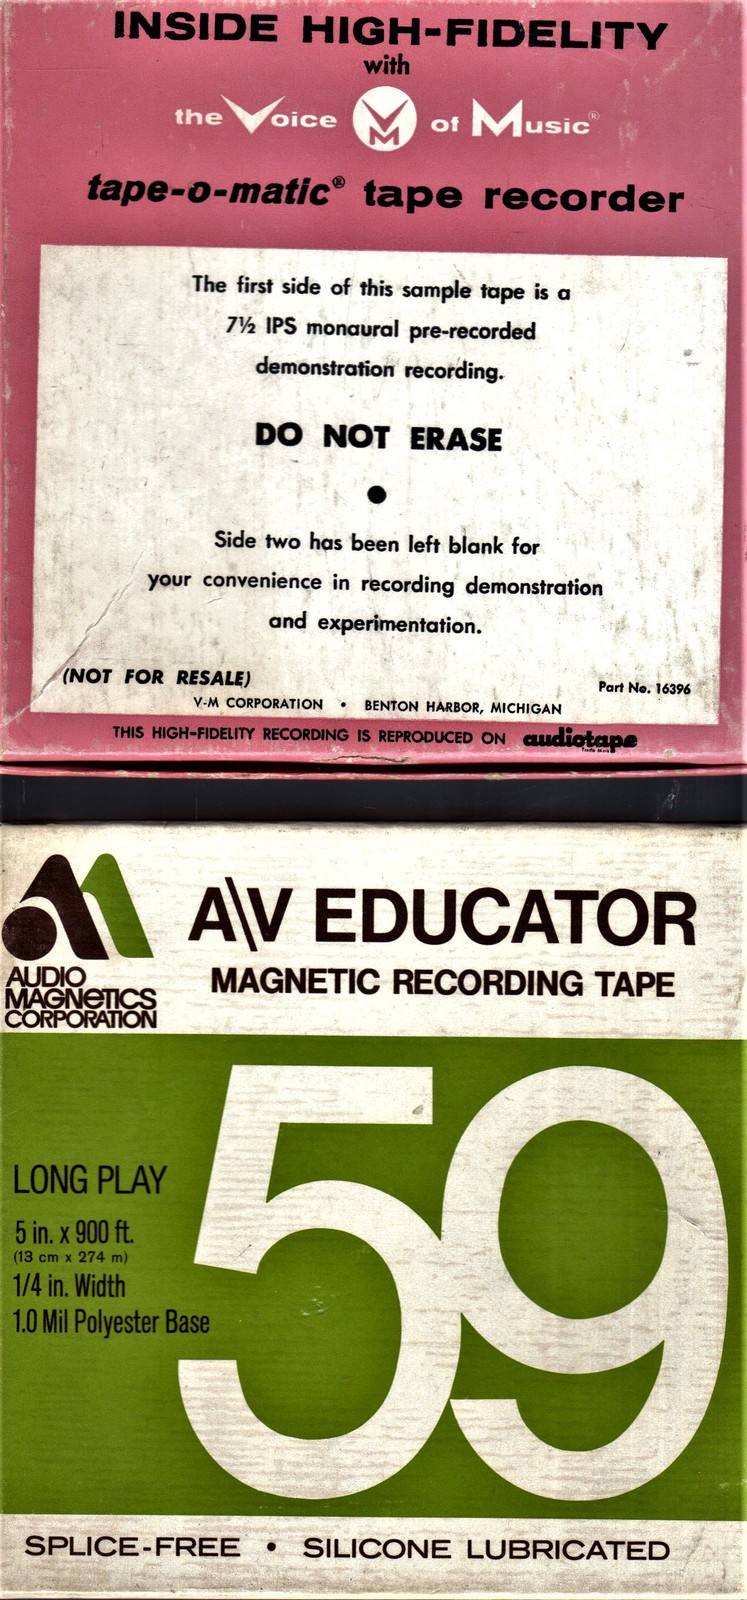 INSIDE HIGH-FIDELITY
with
the Voice VM of Music®
tape-o-matic® tape recorder
The first side of this sample tape is a
7½ IPS monaural pre-recorded
demonstration recording.
DO NOT ERASE
●
Side two has been left blank for
your convenience in recording demonstration
and experimentation.
(NOT FOR RESALE)
Part No. 16396
V-M CORPORATION • BENTON HARBOR, MICHIGAN
THIS HIGH-FIDELITY RECORDING IS REPRODUCED ON audiotape
Trade Mark
AUDIO
MAGNETICS
CORPORATION
A\V EDUCATOR
MAGNETIC RECORDING TAPE
59
LONG PLAY
5 in. x 900 ft.
(13 cm x 274 m)
1/4 in. Width
1.0 Mil Polyester Base
SPLICE-FREE • SILICONE LUBRICATED